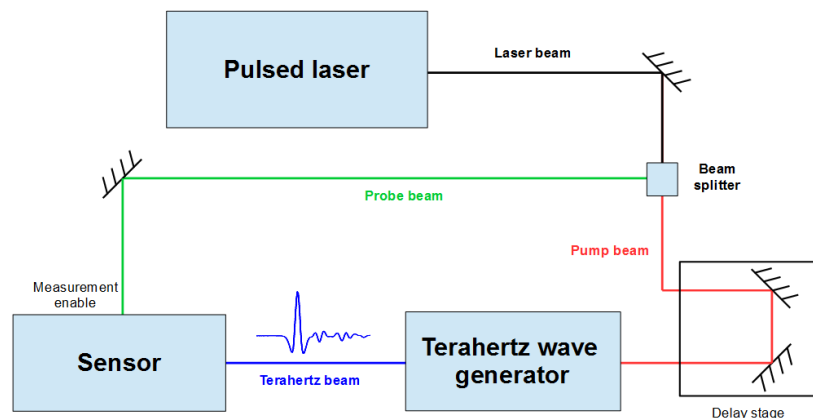 Pulsed laser
Laser beam
Beam
splitter
Probe beam
Pump beam
Measurement
enable
Sensor
Terahertz beam
Terahertz wave
generator
Delay stage